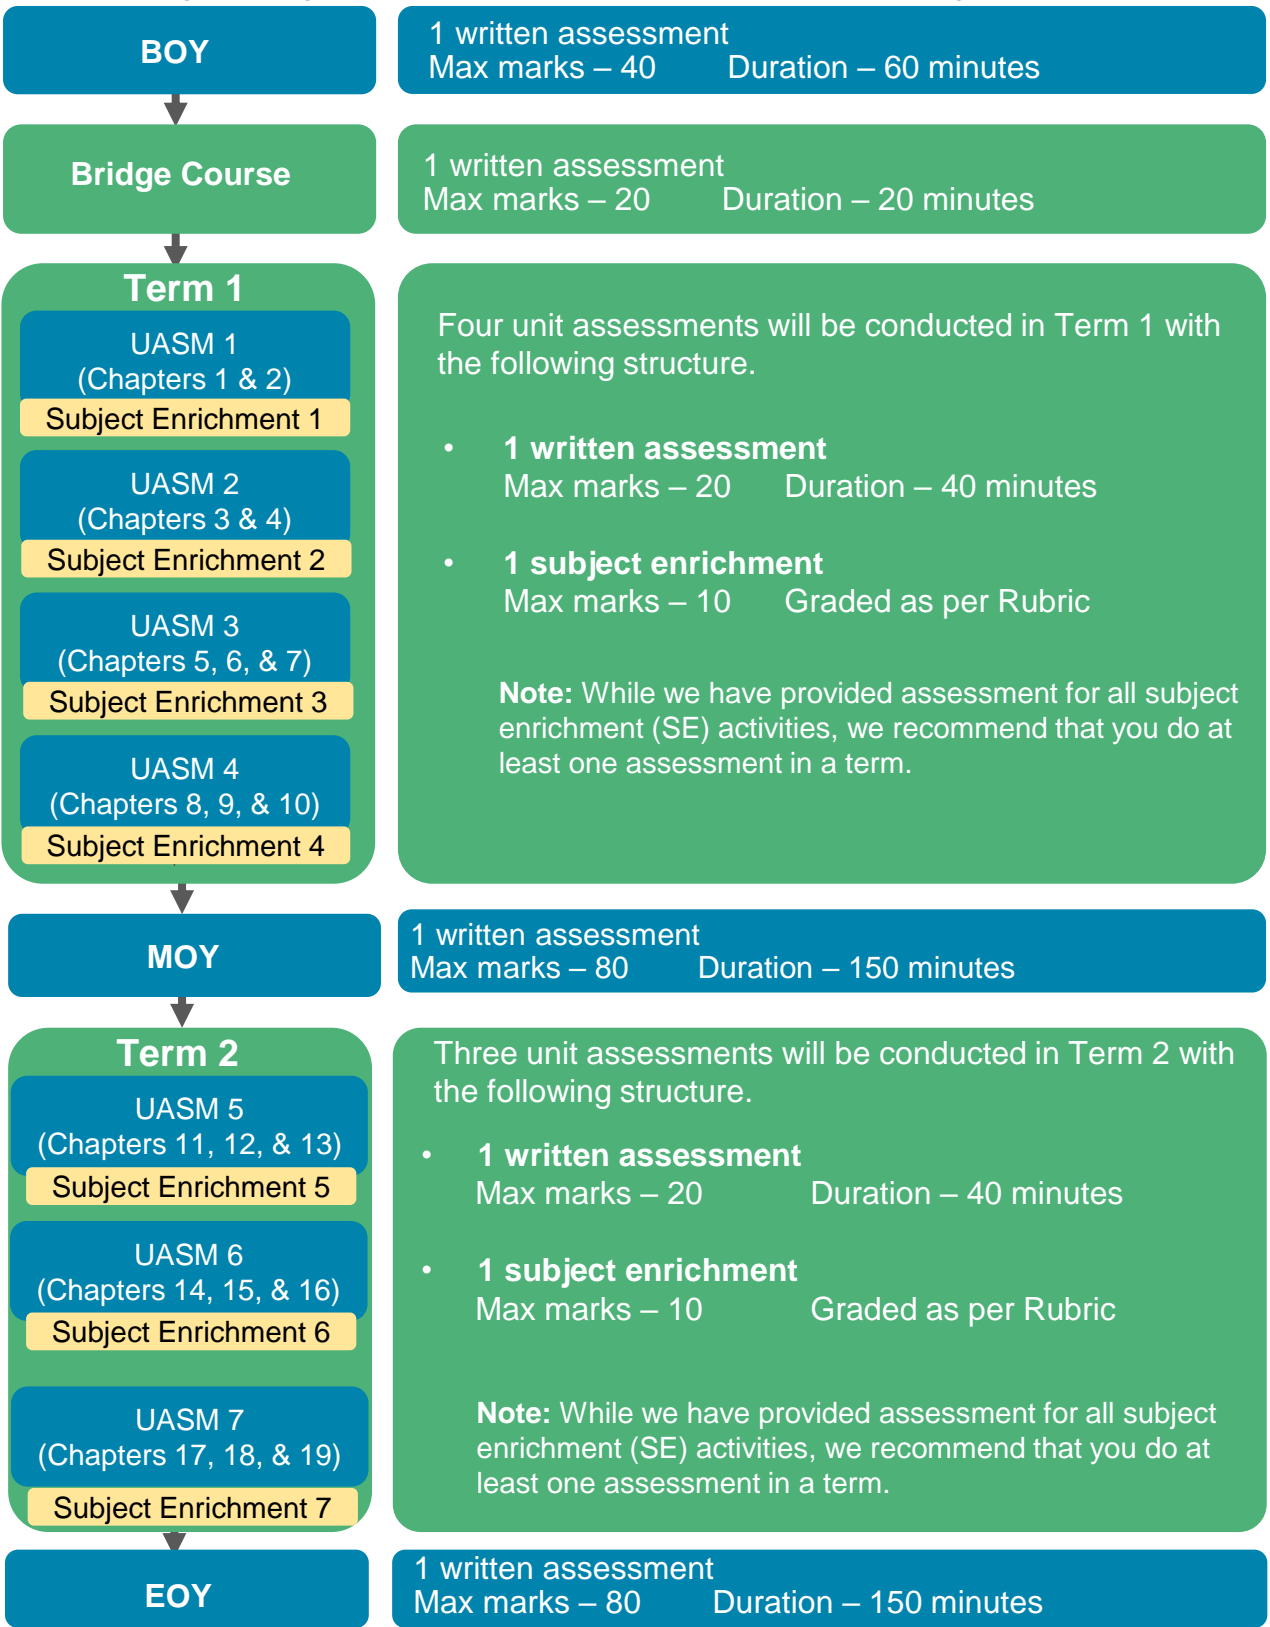 BOY
1 written assessment
Max marks – 40 Duration – 60 minutes
Bridge Course
1 written assessment
Max marks – 20 Duration – 20 minutes
Term 1
UASM 1
(Chapters 1 & 2)
Subject Enrichment 1
UASM 2
(Chapters 3 & 4)
Subject Enrichment 2
UASM 3
(Chapters 5, 6, & 7)
Subject Enrichment 3
UASM 4
(Chapters 8, 9, & 10)
Subject Enrichment 4
Four unit assessments will be conducted in Term 1 with
the following structure.
• 1 written assessment
Max marks – 20 Duration – 40 minutes
• 1 subject enrichment
Max marks – 10 Graded as per Rubric
Note: While we have provided assessment for all subject
enrichment (SE) activities, we recommend that you do at
least one assessment in a term.
MOY
1 written assessment
Max marks – 80 Duration – 150 minutes
Term 2
UASM 5
(Chapters 11, 12, & 13)
Subject Enrichment 5
UASM 6
(Chapters 14, 15, & 16)
Subject Enrichment 6
UASM 7
(Chapters 17, 18, & 19)
Subject Enrichment 7
Three unit assessments will be conducted in Term 2 with
the following structure.
• 1 written assessment
Max marks – 20 Duration – 40 minutes
• 1 subject enrichment
Max marks – 10 Graded as per Rubric
Note: While we have provided assessment for all subject
enrichment (SE) activities, we recommend that you do at
least one assessment in a term.
EOY
1 written assessment
Max marks – 80 Duration – 150 minutes